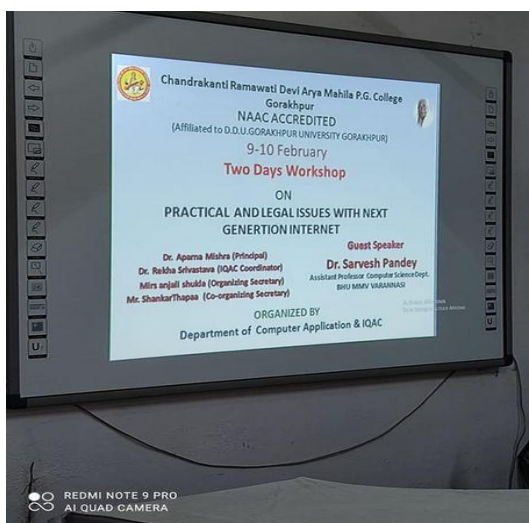 Chandrakanti Ramawati Devi Arya Mahila P.G. College
Gorakhpur
NAAC ACCREDITED
(Affiliated to D.D.U.GORAKHPUR UNIVERSITY GORAKHPUR)
9-10 February
Two Days Workshop
ON
PRACTICAL AND LEGAL ISSUES WITH NEXT
GENERTION INTERNET
Dr. Aparna Mishra (Principal)
Dr. Rekha Srivastava (IQAC Coordinator)
Mirs anjali shukla (Organizing Secretary)
Mr. ShankarThapaa (Co-organizing Secretary)
Guest Speaker
Dr. Sarvesh Pandey
Assistant Professor Computer Science Dept.
BHU MMV VARANNASI
ORGANIZED BY
Department of Computer Application & IQAC
Activate Windows
REDMI NOTE 9 PRO
AI QUAD CAMERA